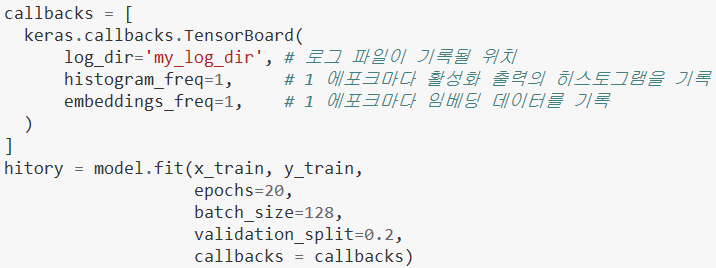 callbacks = [
  keras.callbacks.TensorBoard(
      log_dir='my_log_dir', # 로그 파일이 기록될 위치
      histogram_freq=1,     # 1 에포크마다 활성화 출력의 히스토그램을 기록
      embeddings_freq=1,    # 1 에포크마다 임베딩 데이터를 기록
  )
]
hitory = model.fit(x_train, y_train,
                   epochs=20,
                   batch_size=128,
                   validation_split=0.2,
                   callbacks = callbacks)